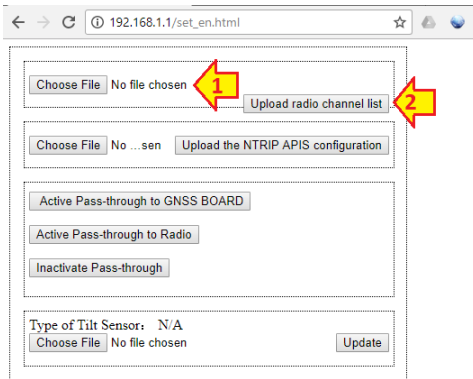 192.168.1.1/set_en.html
Choose File No file chosen 1
Upload radio channel list 2
Choose File No ...sen Upload the NTRIP APIS configuration
Active Pass-through to GNSS BOARD
Active Pass-through to Radio
Inactivate Pass-through
Type of Tilt Sensor: N/A
Choose File No file chosen Update